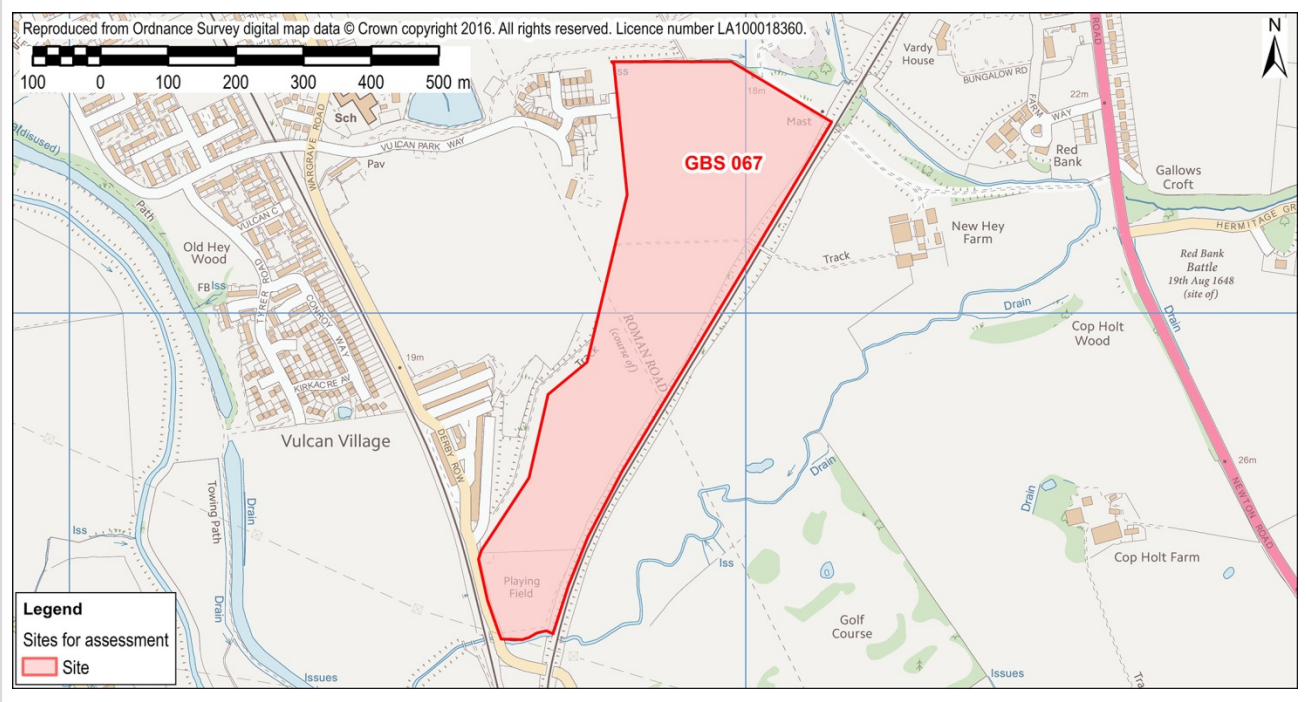 Reproduced from Ordnance Survey digital map data © Crown copyright 2016. All rights reserved. Licence number LA100018360.
100 0 100 200 300 400 500 m
N
Sch
Pav
WARGRAVE ROAD
VULCAN PARK WAY
Iss
18m
Mast
GBS 067
Vardy
House
BUNGALOW RD
FARM
WAY
22m
ROAD
Red
Bank
Gallows
Croft
HERMITAGE GR
Red Bank
Battle
19th Aug 1648
(site of)
New Hey
Farm
Track
(disused)
Path
Old Hey
Wood
FB
Iss
VULCAN C
TYRER ROAD
CONROY WAY
KIRKACRE AV
19m
Vulcan Village
DERBY ROW
Track
ROMAN ROAD
(course of)
Drain
Cop Holt
Wood
Drain
26m
NEWTON ROAD
Drain
Drain
Cop Holt Farm
Towing Path
Drain
Iss
Drain
Iss
Playing
Field
Golf
Course
Issues
Issues
Tra
Legend
Sites for assessment
Site